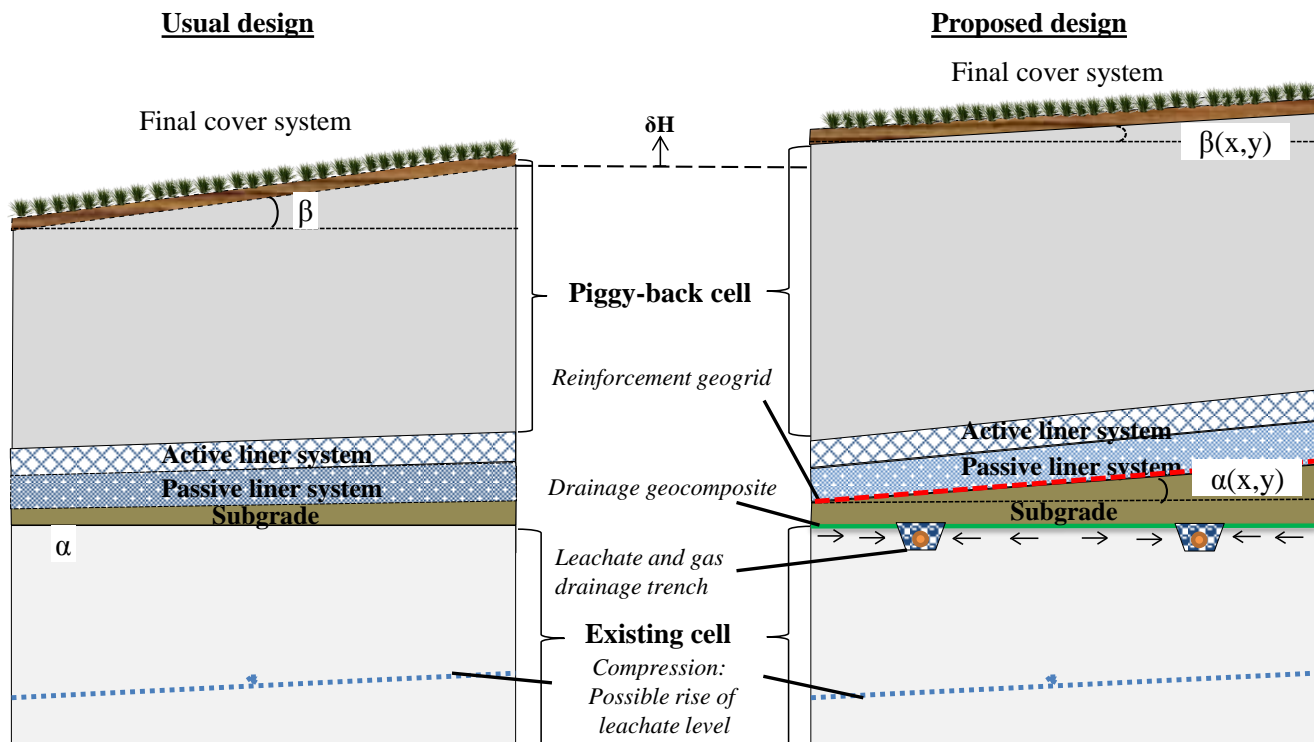 Usual design
Proposed design
Final cover system
Final cover system
δH
β
β(x,y)
Piggy-back cell
Reinforcement geogrid
Active liner system
Active liner system
Passive liner system
Passive liner system
Drainage geocomposite
α(x,y)
Subgrade
Subgrade
α
Leachate and gas
drainage trench
Existing cell
Compression:
Possible rise of
leachate level